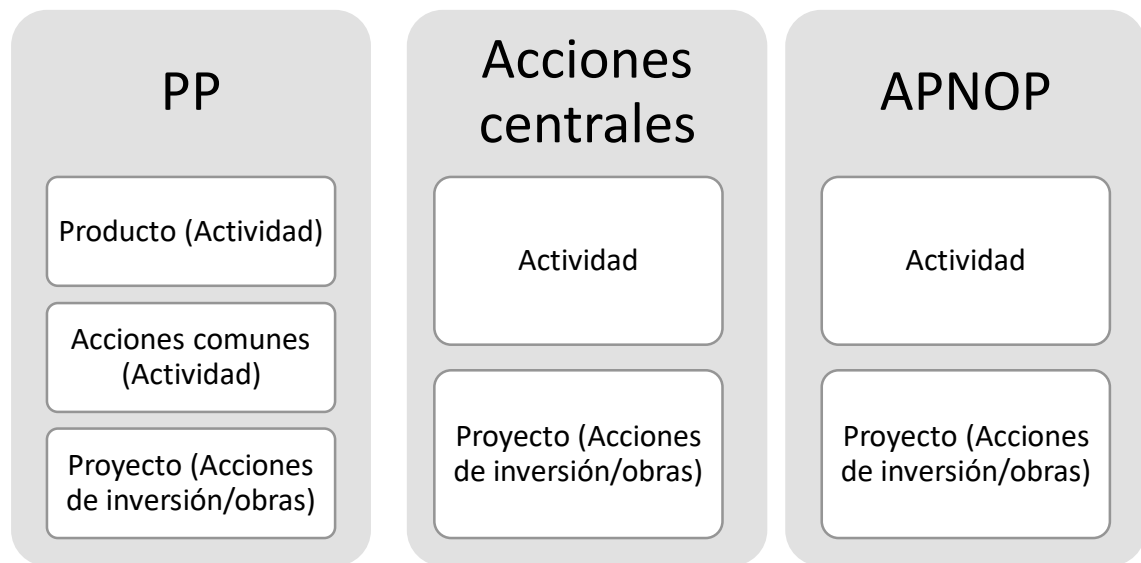 PP
Producto (Actividad)
Acciones comunes
(Actividad)
Proyecto (Acciones
de inversión/obras)
Acciones
centrales
Actividad
Proyecto (Acciones
de inversión/obras)
APNOP
Actividad
Proyecto (Acciones
de inversión/obras)